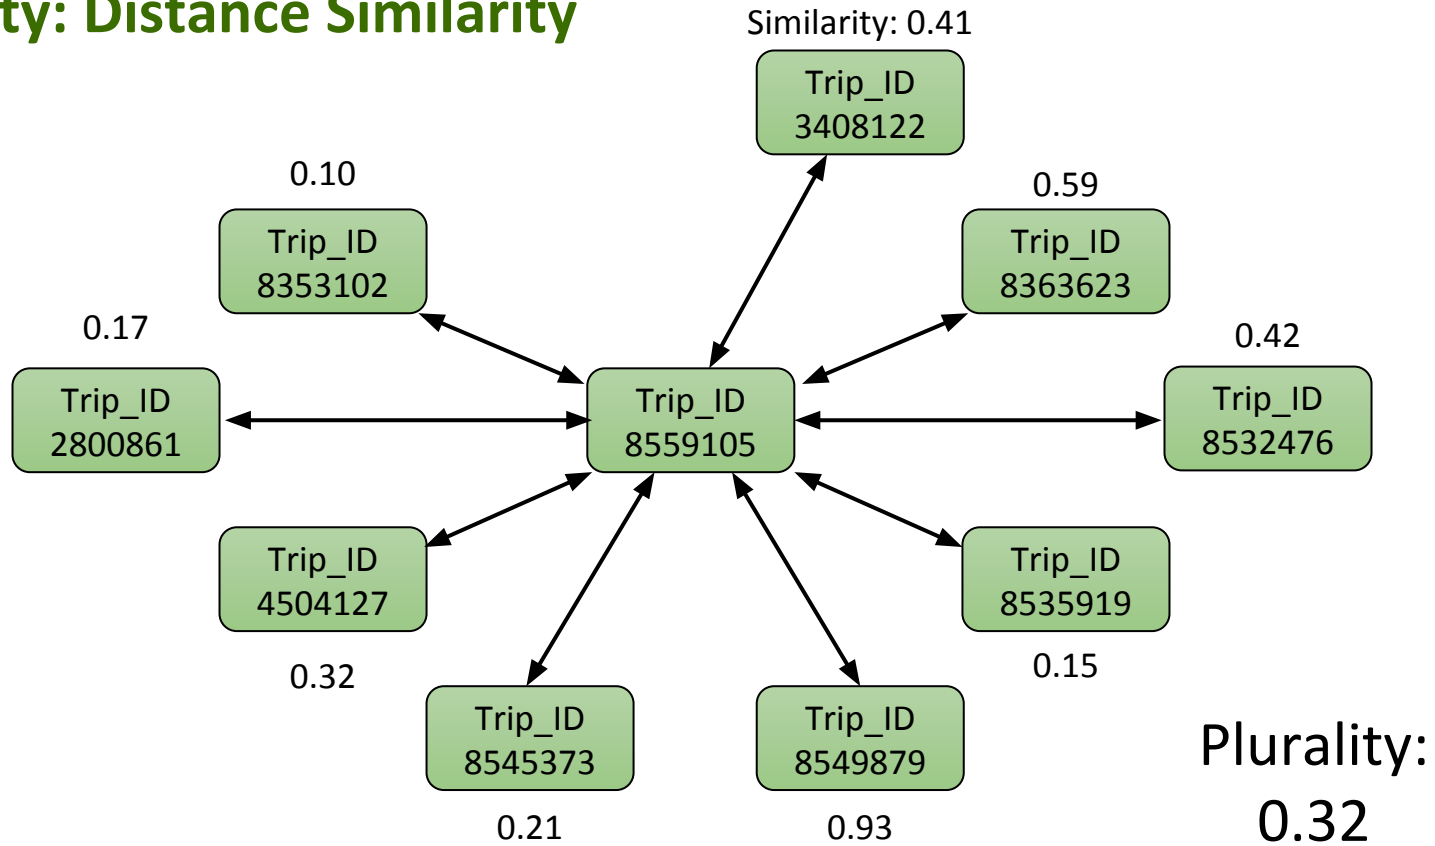 ty: Distance Similarity
Similarity: 0.41
Trip_ID
3408122
0.10
Trip_ID
8353102
0.59
Trip_ID
8363623
0.17
Trip_ID
2800861
Trip_ID
8559105
0.42
Trip_ID
8532476
Trip_ID
4504127
0.32
Trip_ID
8535919
0.15
Trip_ID
8545373
0.21
Trip_ID
8549879
0.93
Plurality:
0.32